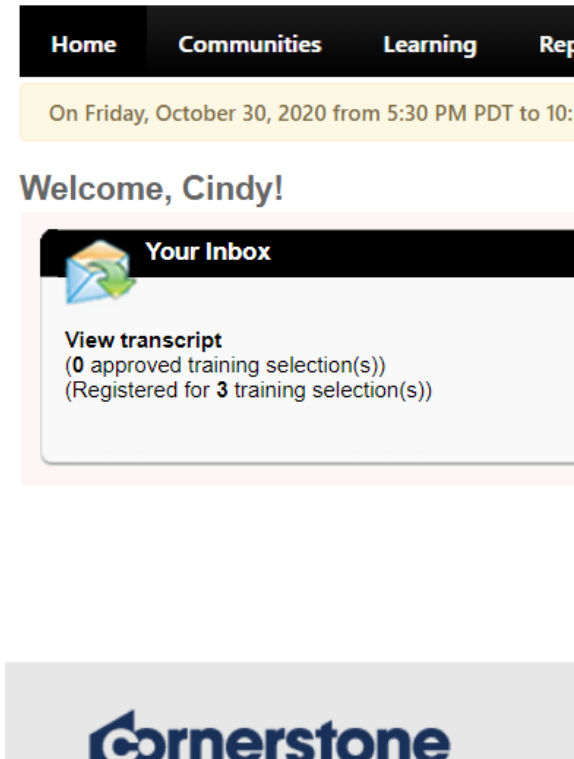 Home Communities Learning
On Friday, October 30, 2020 from 5:30 PM PDT to 10:
Welcome, Cindy!
Your Inbox
View transcript
(0 approved training selection(s))
(Registered for 3 training selection(s))
Cornerstone